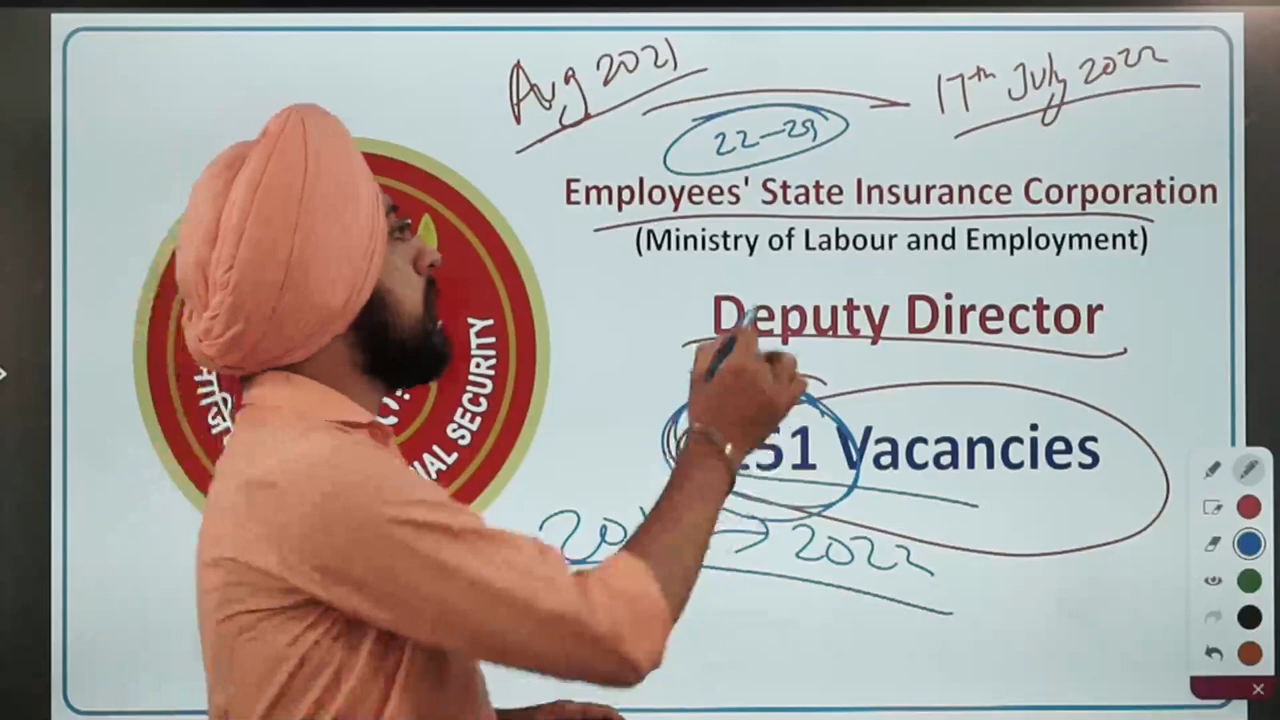 Aug 2021
17th July 2022
22-29
Employees' State Insurance Corporation
(Ministry of Labour and Employment)
Deputy Director
Vacancies
2022
SECURITY